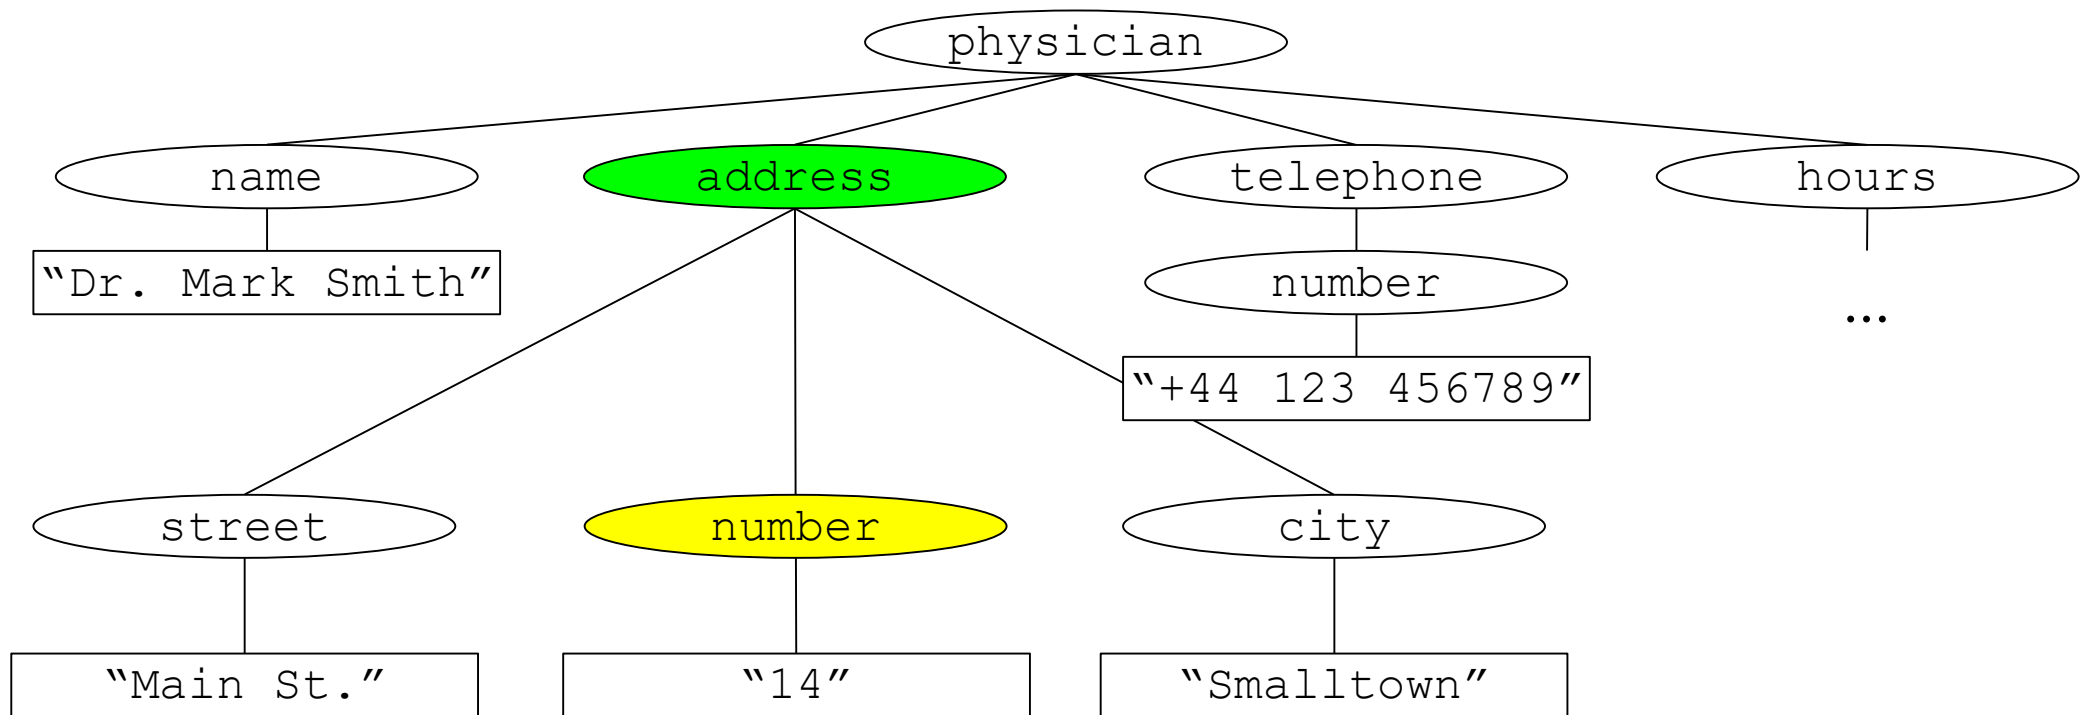 physician
name address telephone hours
“Dr. Mark Smith” number
…
“+44 123 456789”
street number city
“Main St.” “14” “Smalltown”